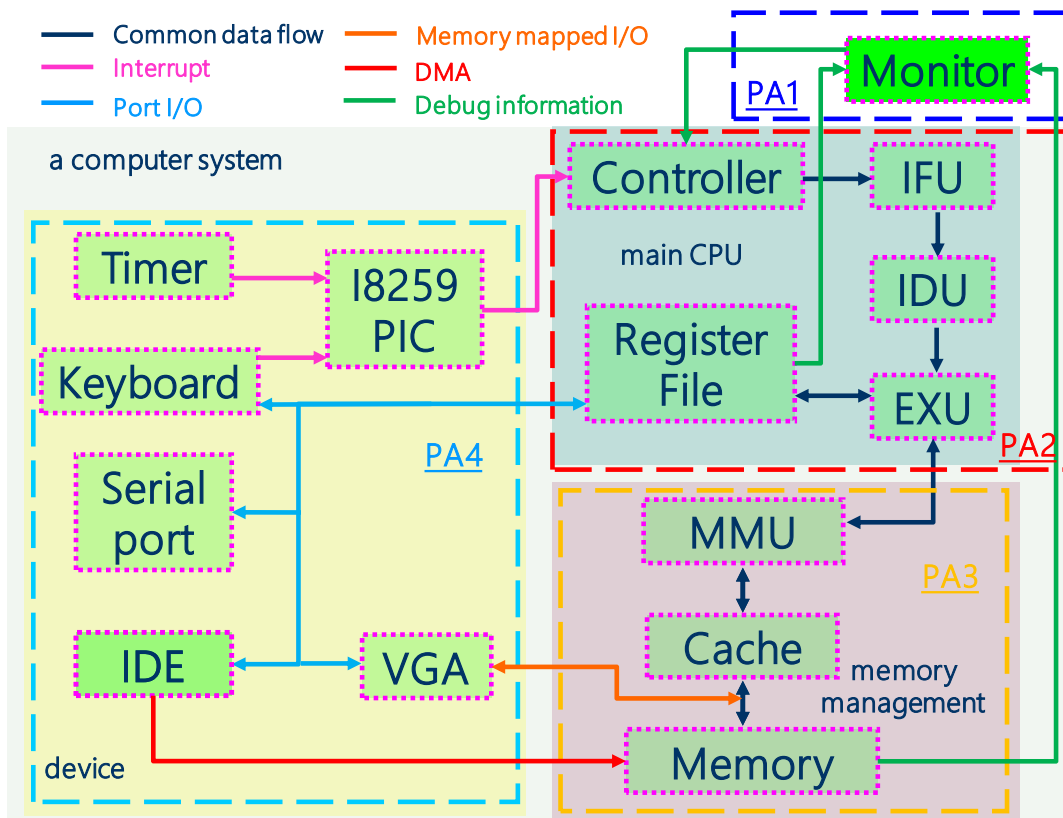 Common data flow
Memory mapped I/O
Interrupt
DMA
Port I/O
Debug information
PA1
Monitor
a computer system
Controller
IFU
main CPU
IDU
Register
File
EXU
PA2
Timer
I8259
PIC
Keyboard
PA4
Serial
port
IDE
VGA
device
MMU
PA3
Cache
memory
management
Memory